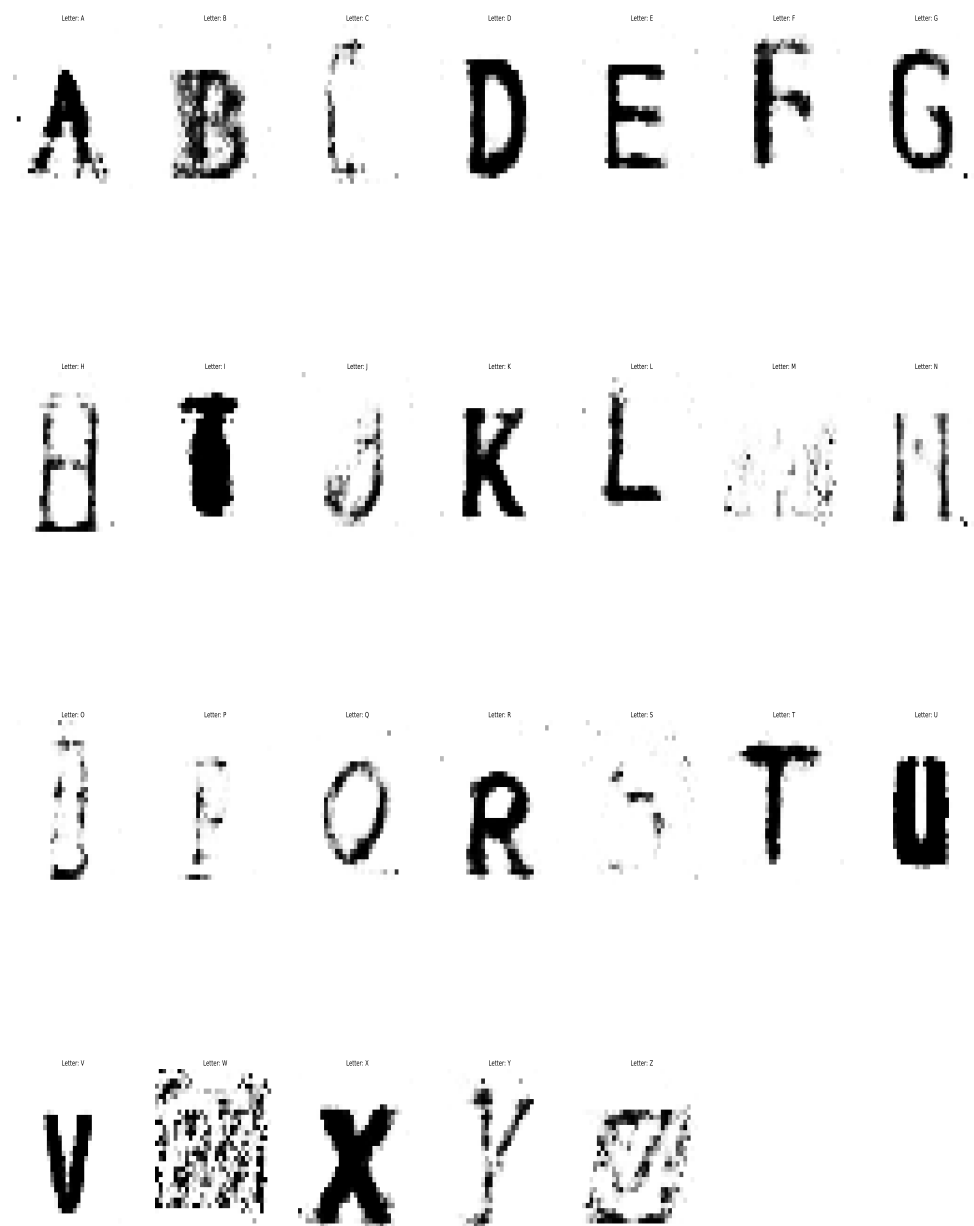 Letter: A Letter: B Letter: C Letter: D Letter: E Letter: F Letter: G
A B C D E F G
Letter: H Letter: I Letter: J Letter: K Letter: L Letter: M Letter: N
H I J K L M N
Letter: O Letter: P Letter: Q Letter: R Letter: S Letter: T Letter: U
P O R S T U
Letter: V Letter: W Letter: X Letter: Y Letter: Z
V X Y Z